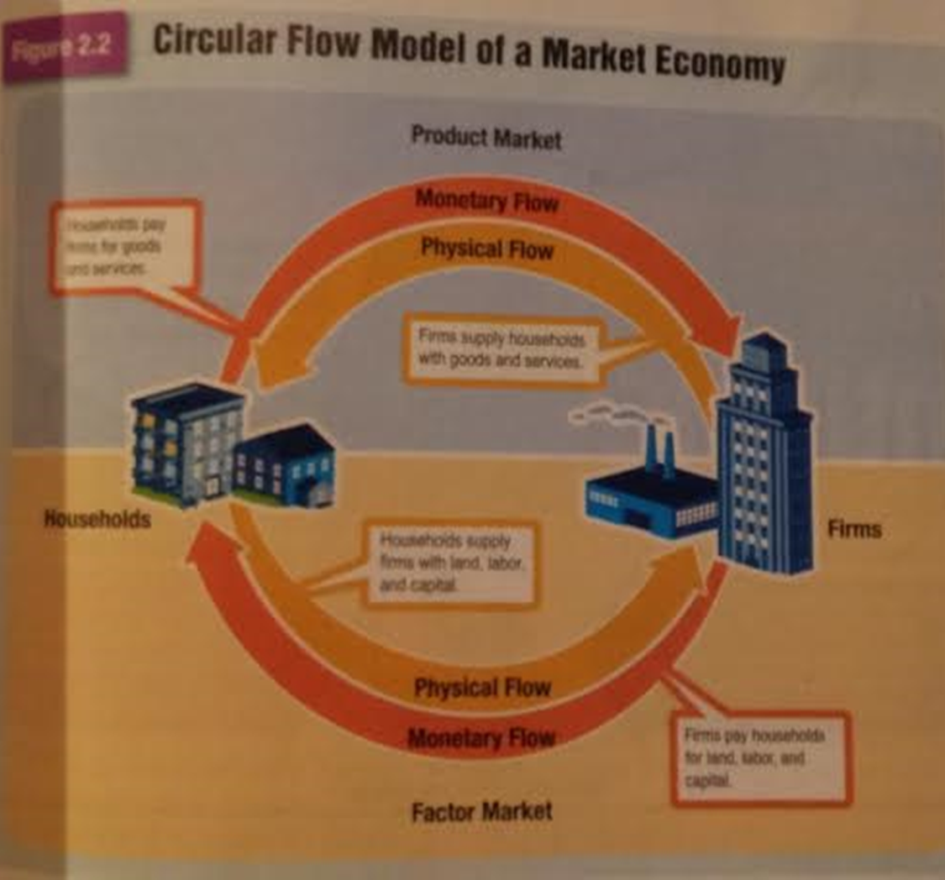 Figure 2.2
Circular Flow Model of a Market Economy
Product Market
Monetary Flow
Physical Flow
Households pay
firms for goods
and services.
Firms supply households
with goods and services.
Households
Firms
Households supply
firms with land, labor,
and capital.
Physical Flow
Monetary Flow
Firms pay households
for land, labor, and
capital.
Factor Market